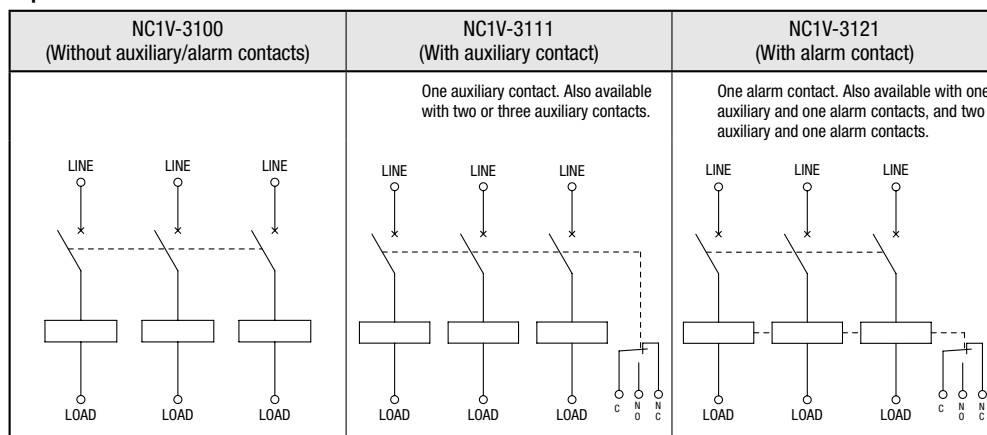 NC1V-3100
(Without auxiliary/alarm contacts)
NC1V-3111
(With auxiliary contact)
NC1V-3121
(With alarm contact)
One auxiliary contact. Also available
with two or three auxiliary contacts.
One alarm contact. Also available with one
auxiliary and one alarm contacts, and two
auxiliary and one alarm contacts.
LINE LINE LINE
LINE LINE LINE
LINE LINE LINE
LOAD LOAD LOAD
LOAD LOAD LOAD
C NO NC
LOAD LOAD LOAD
C NO NC